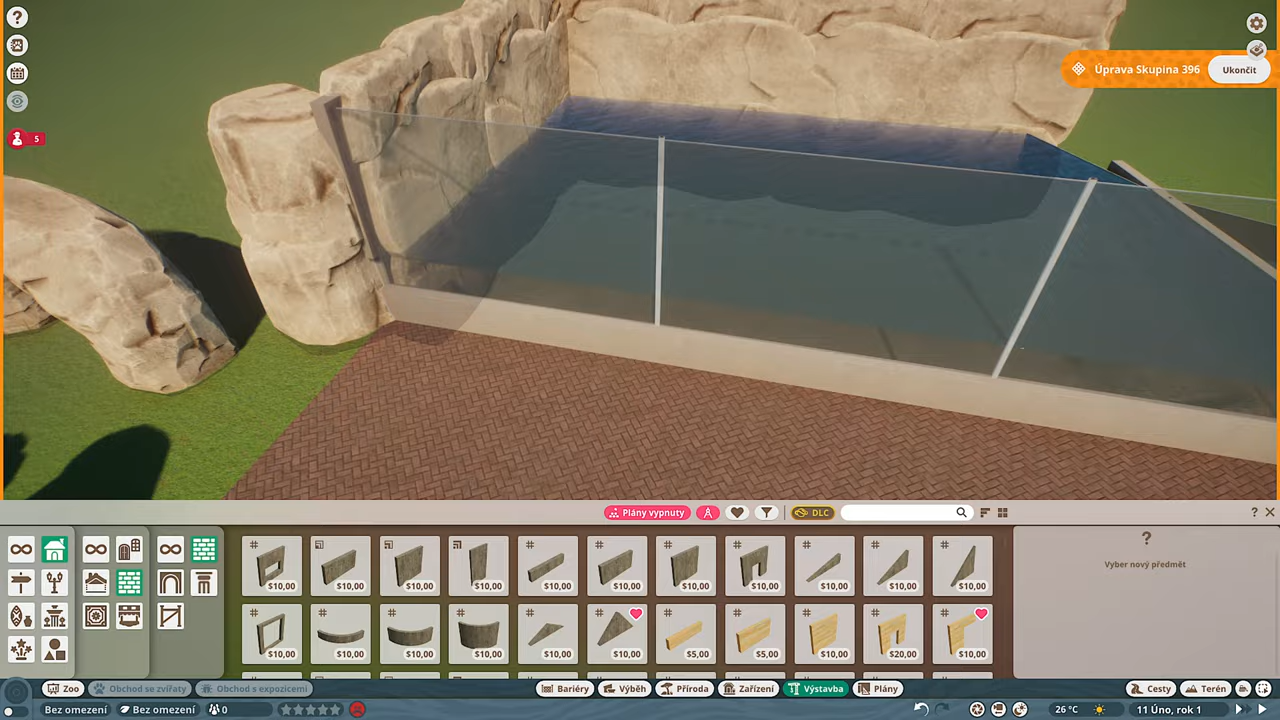 ?
Úprava Skupina 396
Ukončit
5
Plány vypnuty
DLC
?
$10,00
$10,00
$10,00
$10,00
$10,00
$10,00
$10,00
$10,00
$10,00
$10,00
$10,00
?
Vyber nový předmět
$10,00
$10,00
$10,00
$10,00
$10,00
$10,00
$5,00
$5,00
$10,00
$20,00
$10,00
Zoo
Obchod se zvířaty
Obchod s expozicemi
Bariéry
Výběh
Příroda
Zařízení
Výstavba
Plány
Cesty
Terén
Bez omezení
Bez omezení
0
26 °C
11 Úno, rok 1